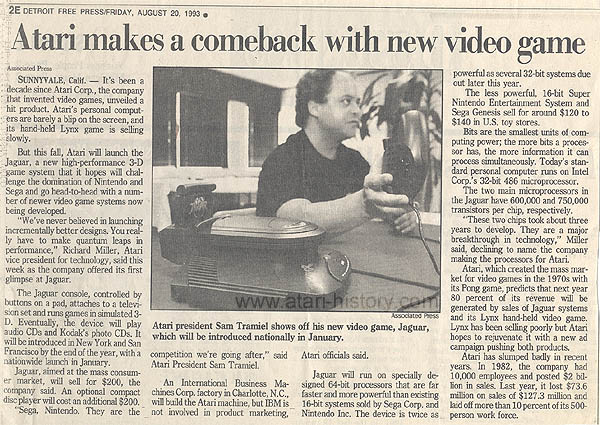 2E DETROIT FREE PRESS/FRIDAY, AUGUST 20, 1993 •
Atari makes a comeback with new video game
Associated Press
SUNNYVALE, Calif. — It's been a
decade since Atari Corp., the company
that invented video games, unveiled a
hit product. Atari's personal comput-
ers are barely a blip on the screen, and
its hand-held Lynx game is selling
slowly.
But this fall, Atari will launch the
Jaguar, a new high-performance 3-D
game system that it hopes will chal-
lenge the domination of Nintendo and
Sega and go head-to-head with a num-
ber of newer video game systems now
being developed.
"We've never believed in launching
incrementally better designs. You real-
ly have to make quantum leaps in
performance," Richard Miller, Atari
vice president for technology, said this
week as the company offered its first
glimpse at Jaguar.
The Jaguar console, controlled by
buttons on a pad, attaches to a televi-
sion set and runs games in simulated 3-
D. Eventually, the device will play
audio CDs and Kodak's photo CDs. It
will be introduced in New York and San
Francisco by the end of the year, with a
nationwide launch in January.
Jaguar, aimed at the mass consum-
er market, will sell for $200, the
company said. An optional compact
disc player will cost an additional $200.
"Sega, Nintendo. They are the
www.atari-history.com
Associated Press
Atari president Sam Tramiel shows off his new video game, Jaguar,
which will be introduced nationally in January.
competition we're going after," said
Atari President Sam Tramiel.
An International Business Ma-
chines Corp. factory in Charlotte, N.C.,
will build the Atari machine, but IBM is
not involved in product marketing,
Atari officials said.
Jaguar will run on specially de-
signed 64-bit processors that are far
faster and more powerful than existing
16-bit systems sold by Sega Corp. and
Nintendo Inc. The device is twice as
powerful as several 32-bit systems due
out later this year.
The less powerful, 16-bit Super
Nintendo Entertainment System and
Sega Genesis sell for around $120 to
$140 in U.S. toy stores.
Bits are the smallest units of com-
puting power; the more bits a proces-
sor has, the more information it can
process simultaneously. Today's stan-
dard personal computer runs on Intel
Corp.'s 32-bit 486 microprocessor.
The two main microprocessors in
the Jaguar have 600,000 and 750,000
transistors per chip, respectively.
"These two chips took about three
years to develop. They are a major
breakthrough in technology," Miller
said, declining to name the company
making the processors for Atari.
Atari, which created the mass mar-
ket for video games in the 1970s with
its Pong game, predicts that next year
80 percent of its revenue will be
generated by sales of Jaguar systems
and its Lynx hand-held video game.
Lynx has been selling poorly but Atari
hopes to rejuvenate it with a new ad
campaign pushing both products.
Atari has slumped badly in recent
years. In 1982, the company had
10,000 employees and posted $2 bil-
lion in sales. Last year, it lost $73.6
million on sales of $127.3 million and
laid off more than 10 percent of its 500-
person work force.